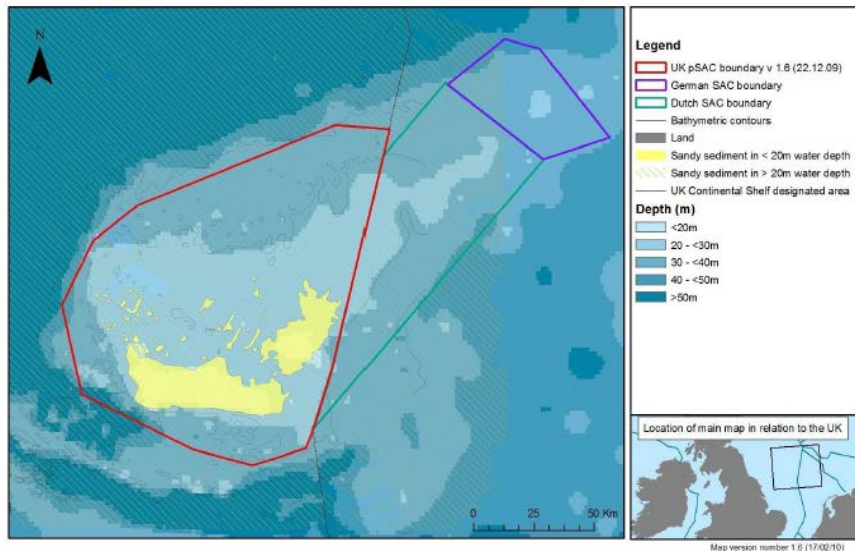 Legend
UK pSAC boundary v 1.6 (22.12.09)
German SAC boundary
Dutch SAC boundary
Bathymetric contours
Land
Sandy sediment in < 20m water depth
Sandy sediment in > 20m water depth
UK Continental Shelf designated area
Depth (m)
<20m
20 - <30m
30 - <40m
40 - <50m
>50m
Location of main map in relation to the UK
0 25 50 Km
Map version number 1.6 (17/02/10)